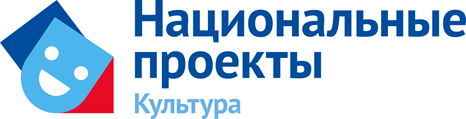 Национальные
проекты
Культура